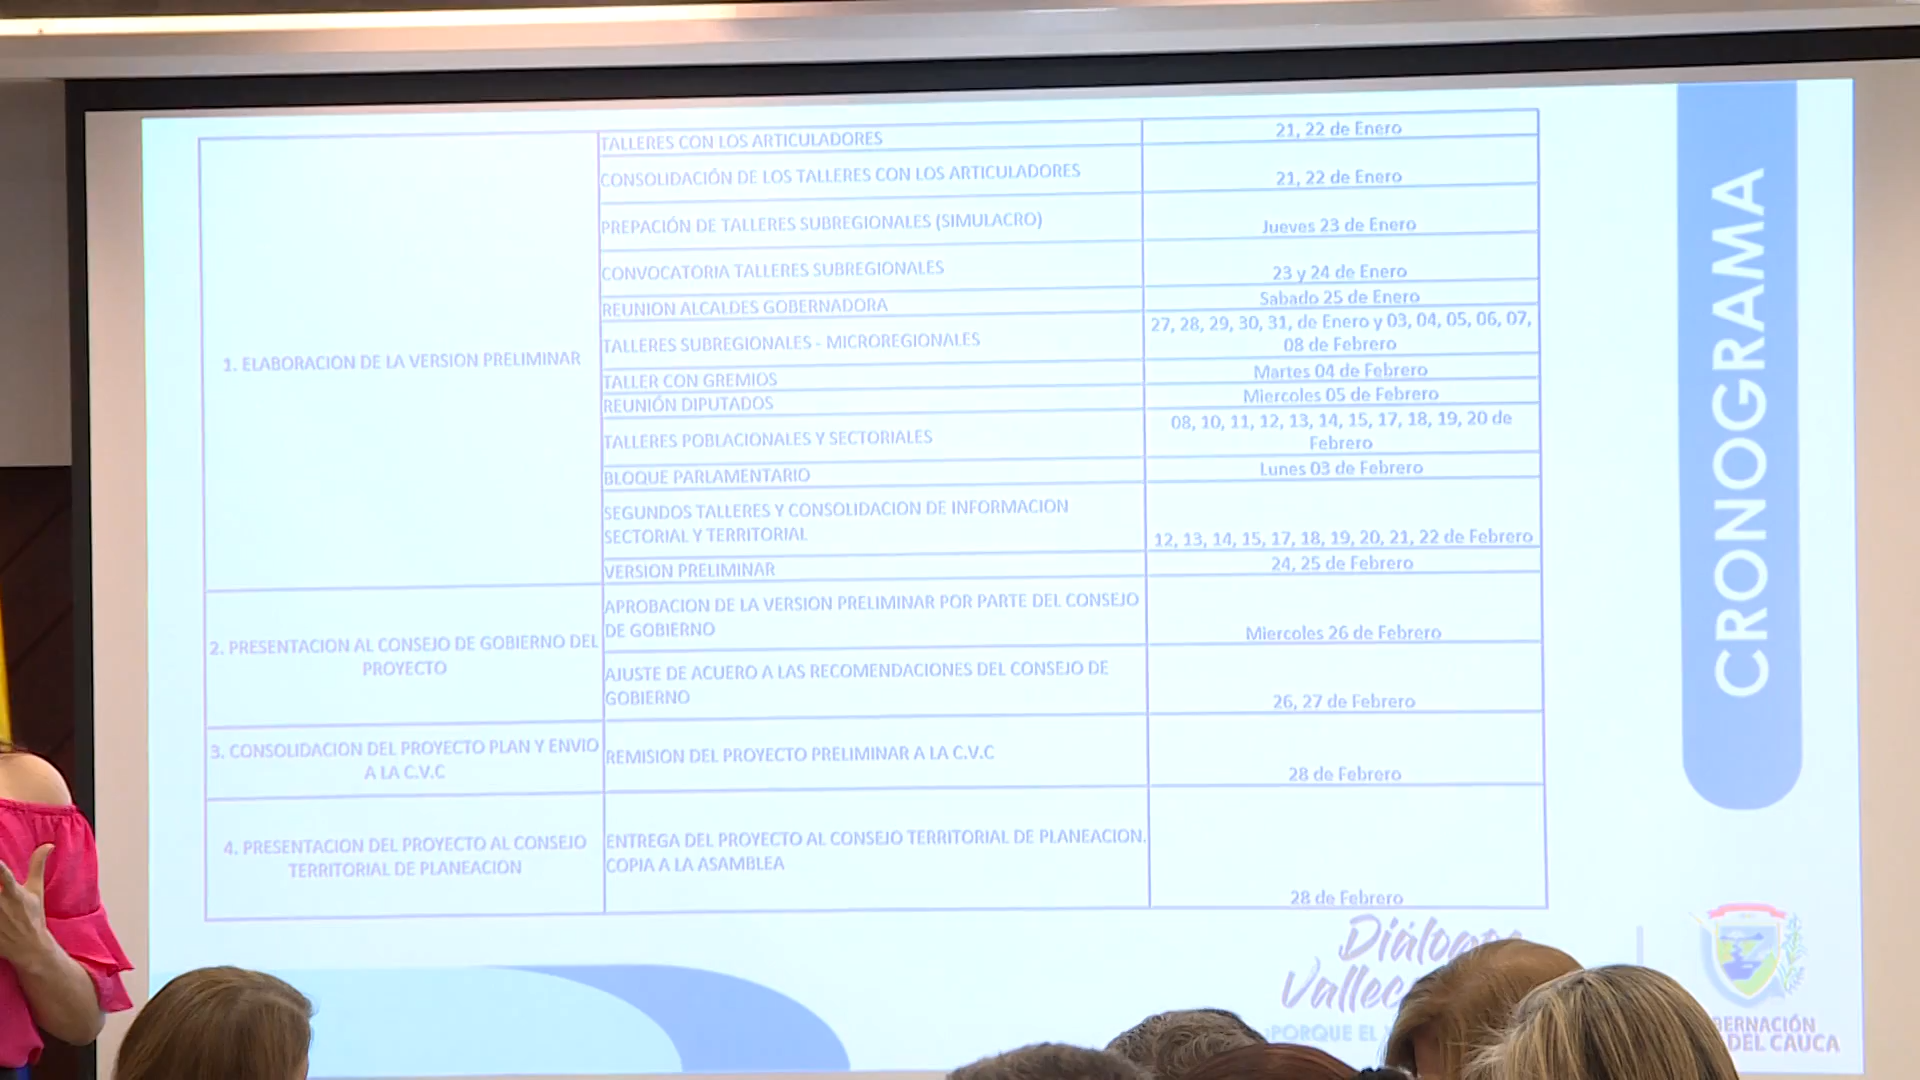 TALLERES CON LOS ARTICULADORES
21, 22 de Enero
CONSOLIDACIÓN DE LOS TALLERES CON LOS ARTICULADORES
21, 22 de Enero
PREPACIÓN DE TALLERES SUBREGIONALES (SIMULACRO)
Jueves 23 de Enero
CONVOCATORIA TALLERES SUBREGIONALES
23 y 24 de Enero
REUNION ALCALDES GOBERNADORA
Sabado 25 de Enero
1. ELABORACION DE LA VERSION PRELIMINAR
TALLERES SUBREGIONALES - MICROREGIONALES
27, 28, 29, 30, 31, de Enero y 03, 04, 05, 06, 07,
08 de Febrero
TALLER CON GREMIOS
Martes 04 de Febrero
REUNIÓN DIPUTADOS
Miercoles 05 de Febrero
TALLERES POBLACIONALES Y SECTORIALES
08, 10, 11, 12, 13, 14, 15, 17, 18, 19, 20 de
Febrero
BLOQUE PARLAMENTARIO
Lunes 03 de Febrero
SEGUNDOS TALLERES Y CONSOLIDACION DE INFORMACION
SECTORIAL Y TERRITORIAL
12, 13, 14, 15, 17, 18, 19, 20, 21, 22 de Febrero
VERSION PRELIMINAR
24, 25 de Febrero
2. PRESENTACION AL CONSEJO DE GOBIERNO DEL
PROYECTO
APROBACION DE LA VERSION PRELIMINAR POR PARTE DEL CONSEJO
DE GOBIERNO
Miercoles 26 de Febrero
AJUSTE DE ACUERO A LAS RECOMENDACIONES DEL CONSEJO DE
GOBIERNO
26, 27 de Febrero
3. CONSOLIDACION DEL PROYECTO PLAN Y ENVIO
A LA C.V.C
REMISION DEL PROYECTO PRELIMINAR A LA C.V.C
28 de Febrero
4. PRESENTACION DEL PROYECTO AL CONSEJO
TERRITORIAL DE PLANEACION
ENTREGA DEL PROYECTO AL CONSEJO TERRITORIAL DE PLANEACION.
COPIA A LA ASAMBLEA
28 de Febrero
CRONOGRAMA
¡PORQUE EL
DEL CAUCA